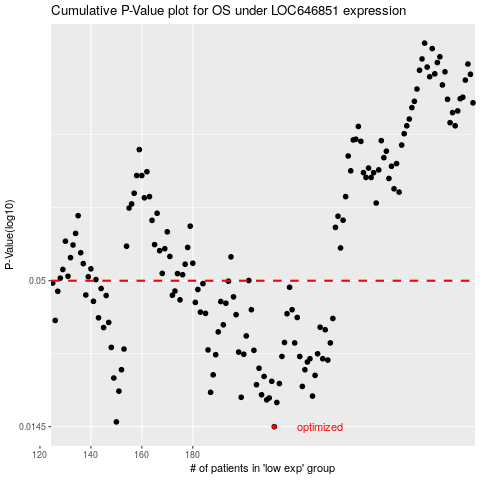 Cumulative P-Value plot for OS under LOC646851 expression
P-Value(log10)
0.05
0.0145
optimized
120 140 160 180
# of patients in 'low exp' group